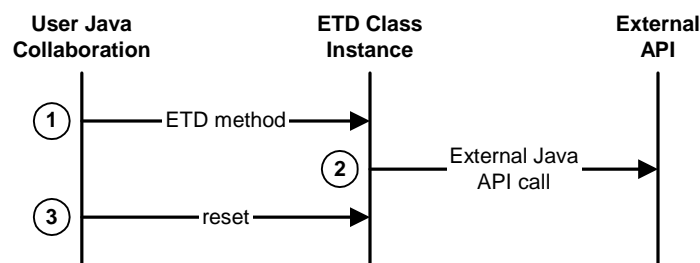 User Java
Collaboration
ETD Class
Instance
External
API
1
ETD method
2
External Java
API call
3
reset